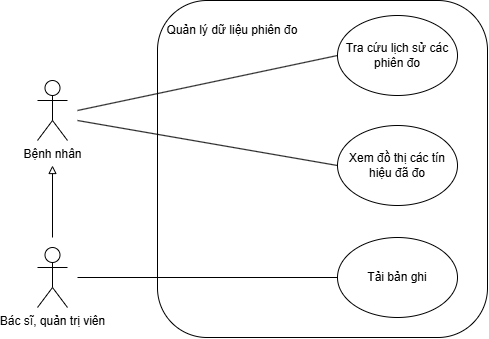 Quản lý dữ liệu phiên đo
Tra cứu lịch sử các
phiên đo
Bệnh nhân
Xem đồ thị các tín
hiệu đã đo
Tải bản ghi
Bác sĩ, quản trị viên